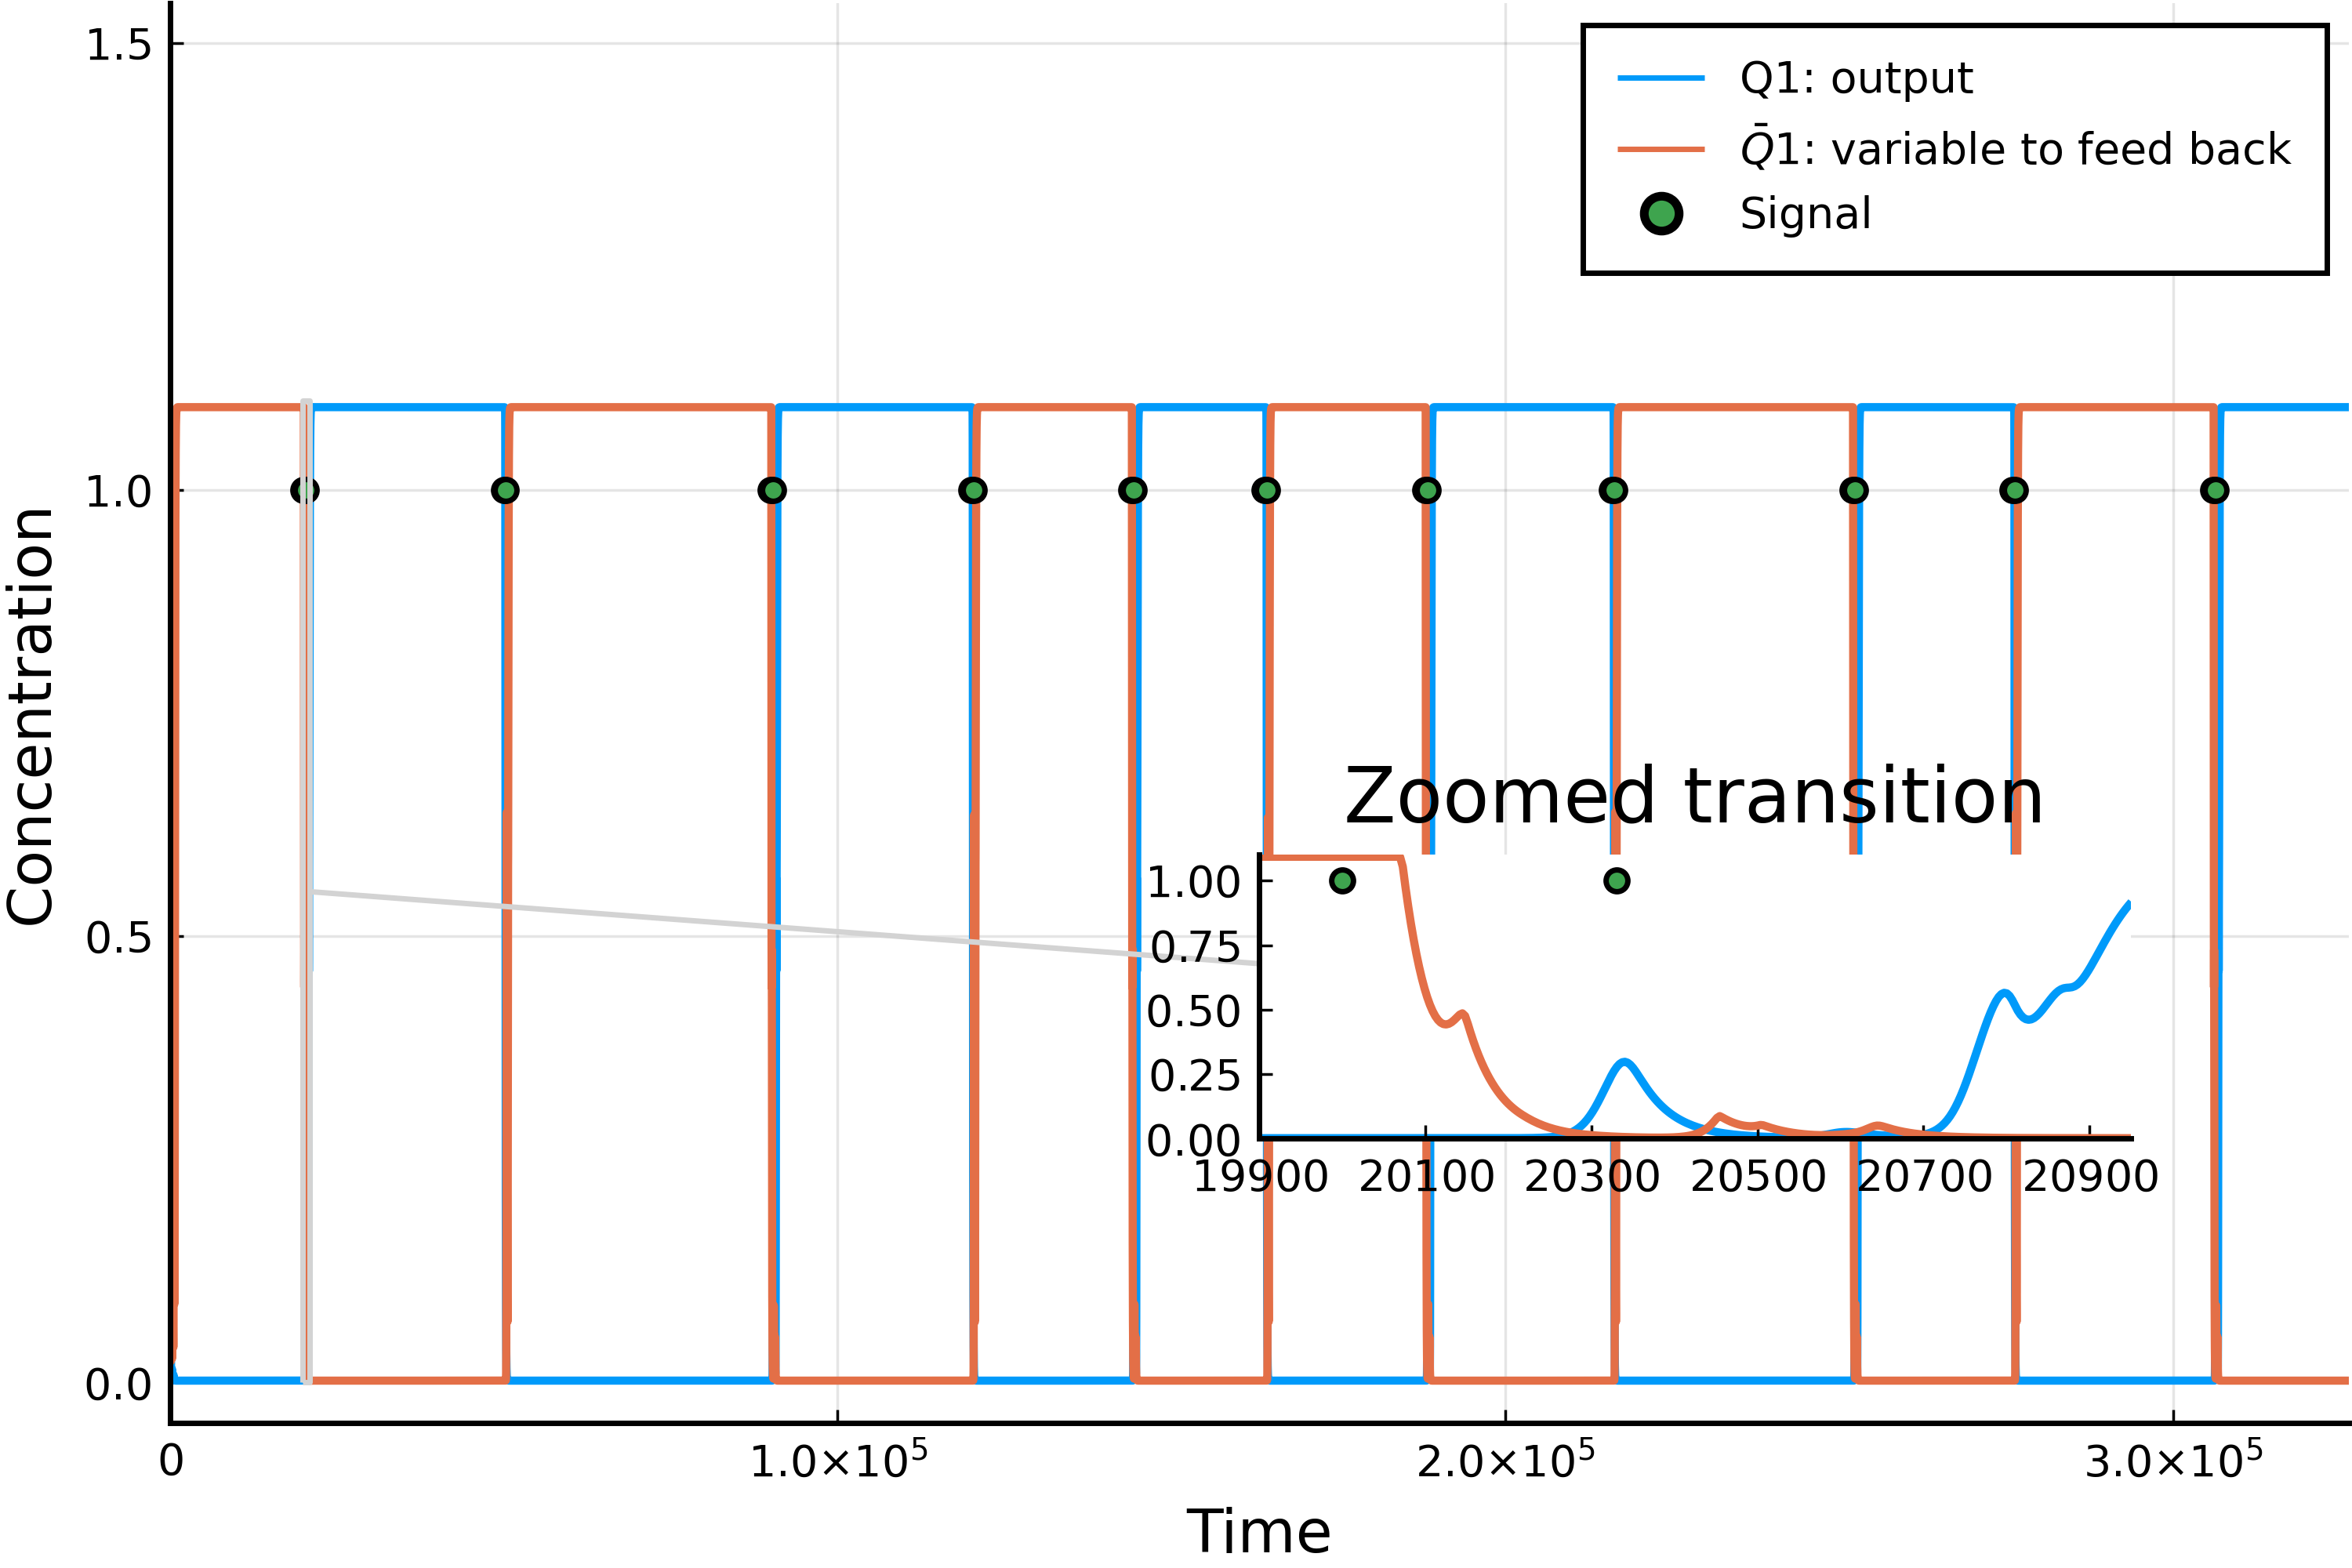 1.5
1.0
0.5
0.0
Concentration
Q1: output
Q̄1: variable to feed back
Signal
Zoomed transition
1.00
0.75
0.50
0.25
0.00
19900 20100 20300 20500 20700 20900
0 1.0×10⁵ 2.0×10⁵ 3.0×10⁵
Time